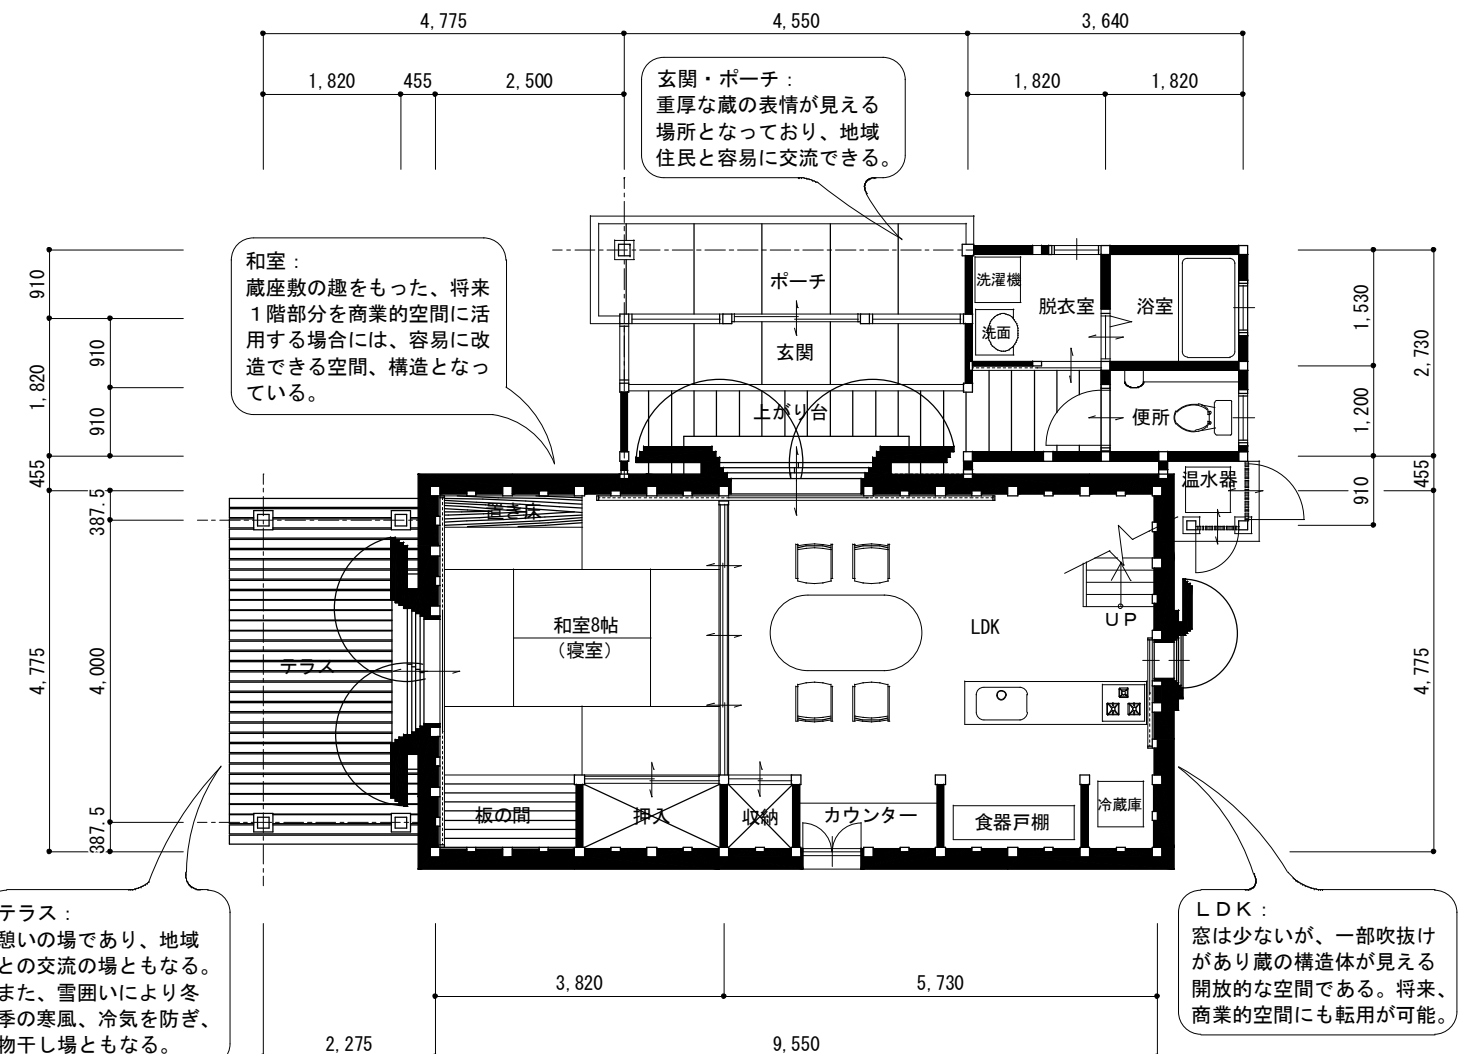 4,775
4,550
3,640
1,820
455
2,500
1,820
1,820
玄関・ポーチ：
重厚な蔵の表情が見える
場所となっており、地域
住民と容易に交流できる。
和室：
蔵座敷の趣をもった、将来
１階部分を商業的空間に活
用する場合には、容易に改
造できる空間、構造となっ
ている。
910
1,820
455
4,775
910
910
387.5
4,000
387.5
ポーチ
玄関
上がり台
洗濯機
洗面
脱衣室
浴室
便所
温水器
1,530
1,200
910
2,730
455
4,775
置き床
和室8帖
（寝室）
LDK
ＵＰ
テラス
板の間
押入
収納
カウンター
食器戸棚
冷蔵庫
テラス：
憩いの場であり、地域
との交流の場ともなる。
また、雪囲いにより冬
季の寒風、冷気を防ぎ、
物干し場ともなる。
ＬＤＫ：
窓は少ないが、一部吹抜け
があり蔵の構造体が見える
開放的な空間である。将来、
商業的空間にも転用が可能。
3,820
5,730
2,275
9,550